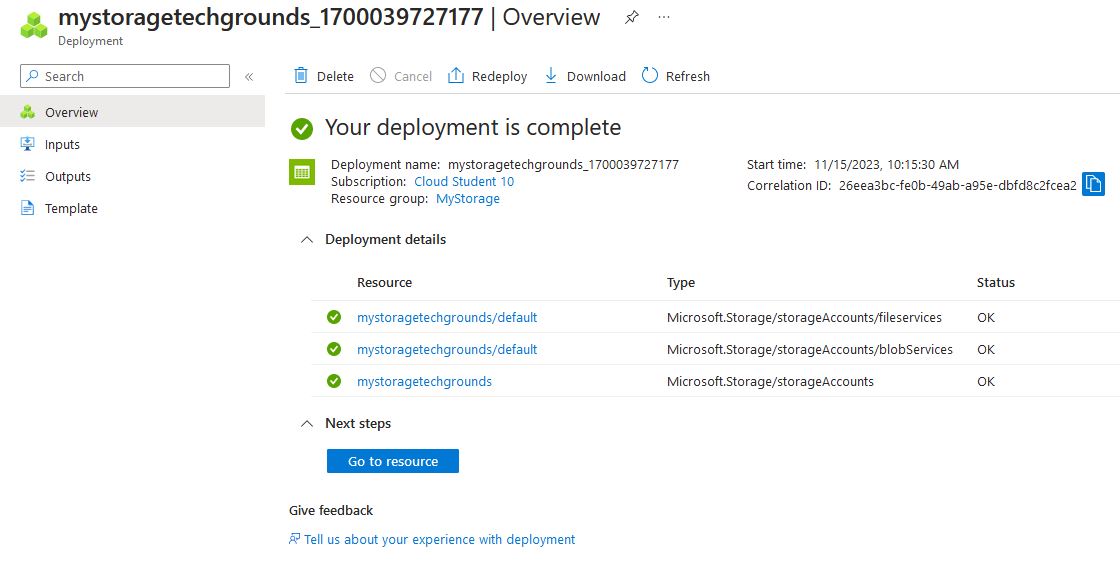 mystoragetechgrounds_1700039727177 | Overview
Deployment
Search
Delete Cancel Redeploy Download Refresh
Overview
Inputs
Outputs
Template
Your deployment is complete
Deployment name: mystoragetechgrounds_1700039727177 Start time: 11/15/2023, 10:15:30 AM
Subscription: Cloud Student 10 Correlation ID: 26eea3bc-fe0b-49ab-a95e-dbfd8c2fcea2
Resource group: MyStorage
Deployment details
Resource Type Status
mystoragetechgrounds/default Microsoft.Storage/storageAccounts/fileservices OK
mystoragetechgrounds/default Microsoft.Storage/storageAccounts/blobServices OK
mystoragetechgrounds Microsoft.Storage/storageAccounts OK
Next steps
Go to resource
Give feedback
Tell us about your experience with deployment